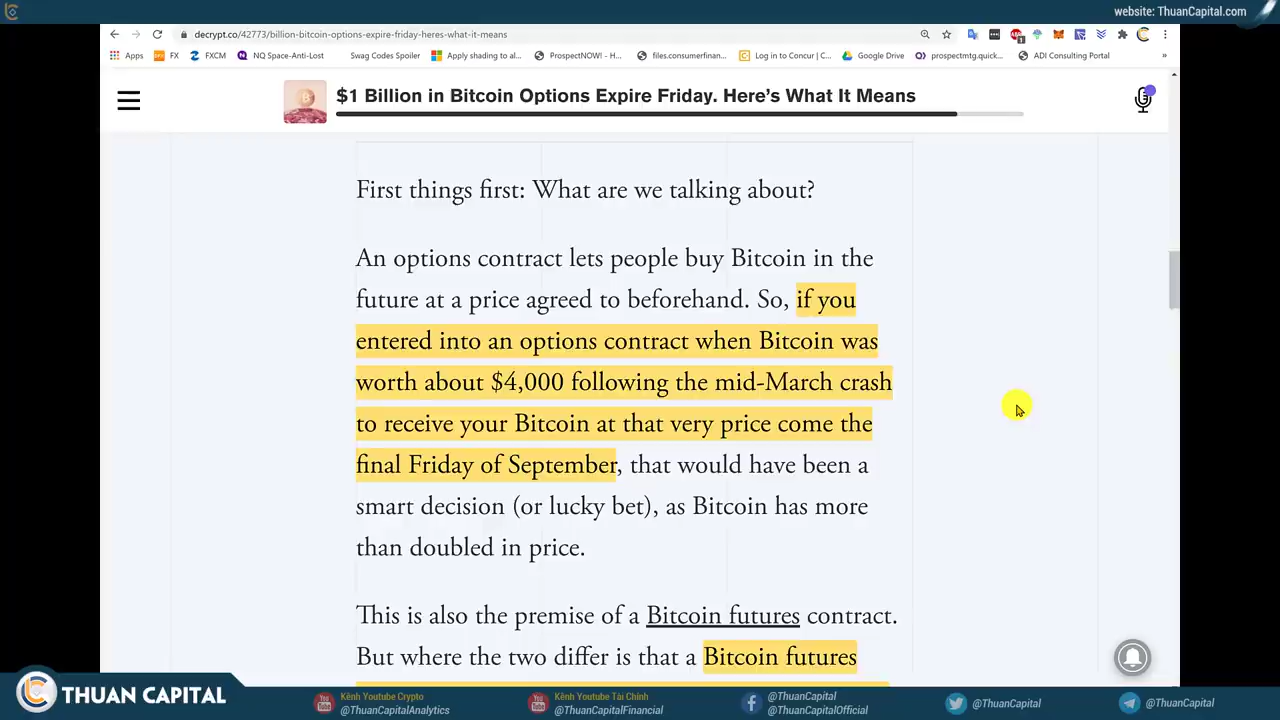 website: ThuanCapital.com
decrypt.co/42773/billion-bitcoin-options-expire-friday-heres-what-it-means
Apps FX FXCM NQ Space-Anti-Lost Swag Codes Spoiler Apply shading to al... ProspectNOW! – H... files.consumerfinan... Log in to Concur | C... Google Drive prospectmtg.quick... ADI Consulting Portal »
$1 Billion in Bitcoin Options Expire Friday. Here's What It Means
First things first: What are we talking about?
An options contract lets people buy Bitcoin in the
future at a price agreed to beforehand. So, if you
entered into an options contract when Bitcoin was
worth about $4,000 following the mid-March crash
to receive your Bitcoin at that very price come the
final Friday of September, that would have been a
smart decision (or lucky bet), as Bitcoin has more
than doubled in price.
This is also the premise of a Bitcoin futures contract.
But where the two differ is that a Bitcoin futures
THUAN CAPITAL
Kênh Youtube Crypto
@ThuanCapitalAnalytics
Kênh Youtube Tài Chính
@ThuanCapitalFinancial
@ThuanCapital
@ThuanCapitalOfficial
@ThuanCapital
@ThuanCapital